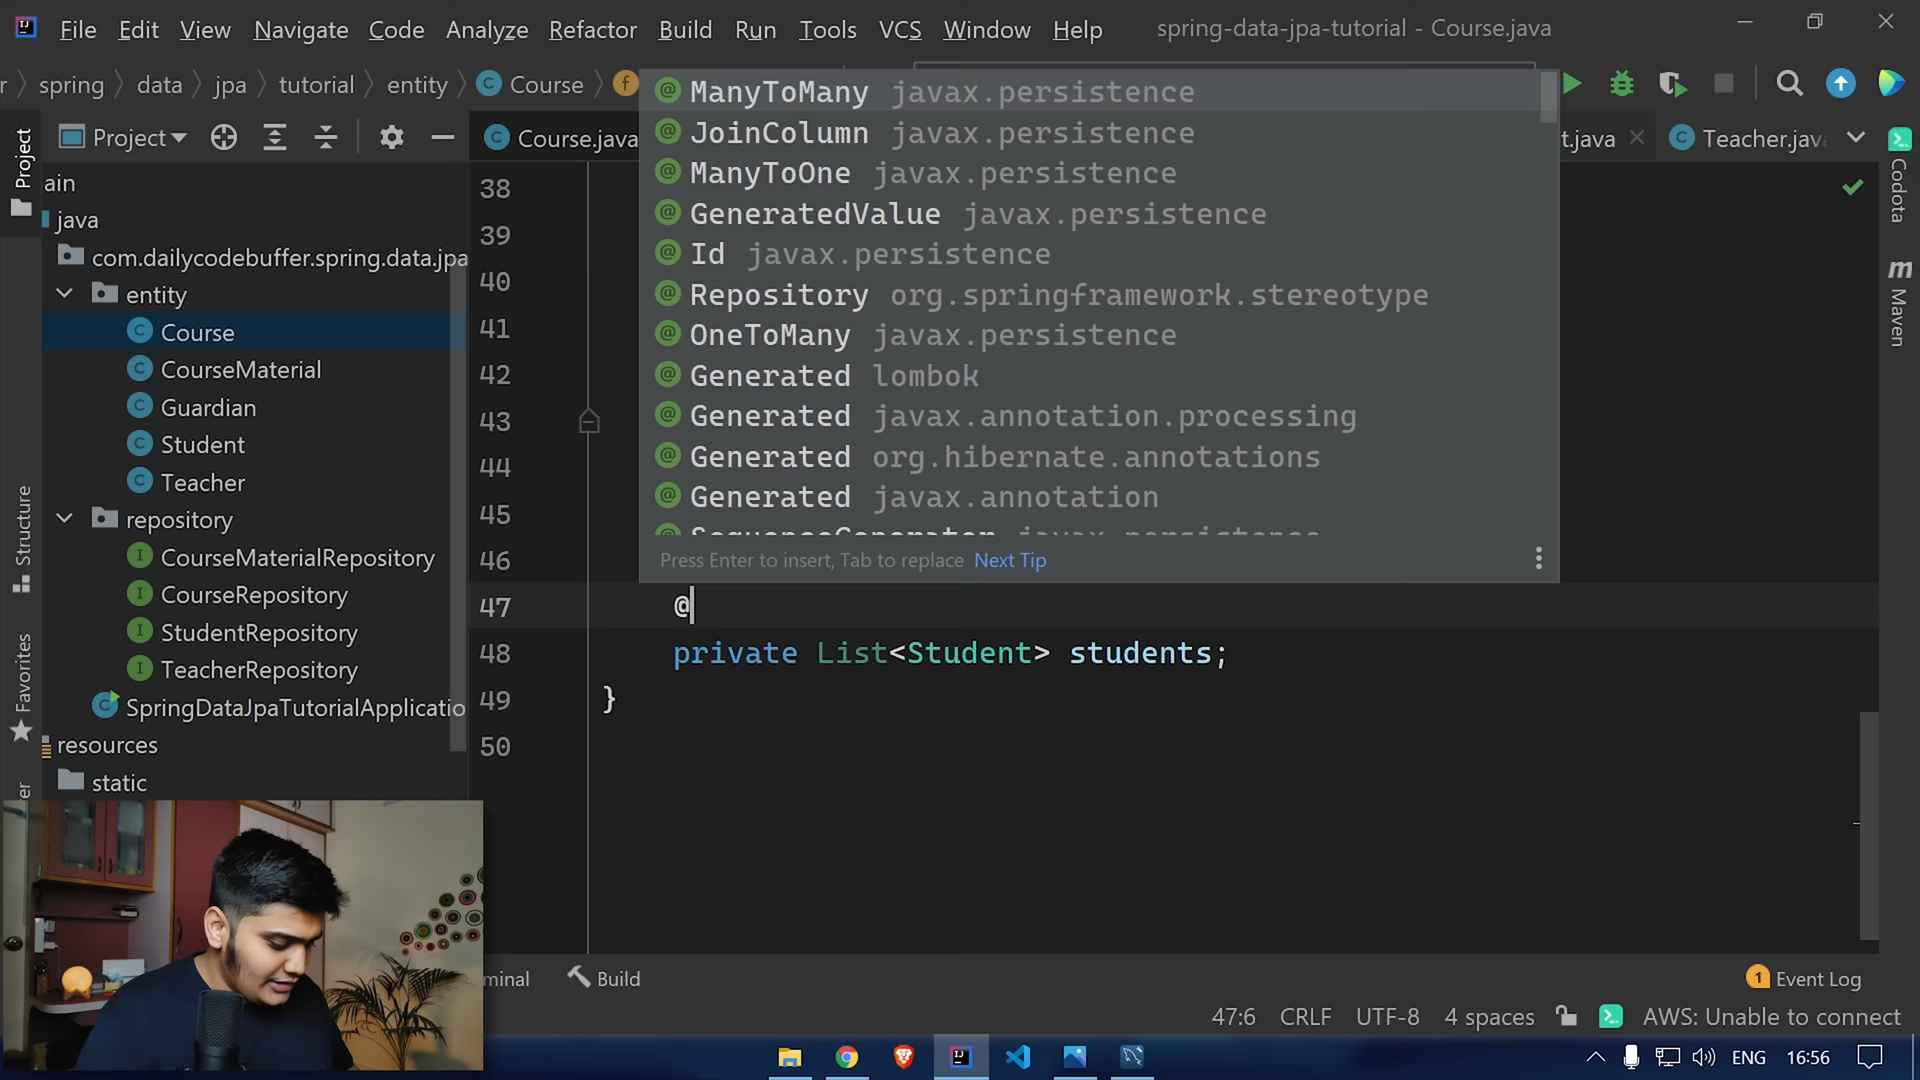 File Edit View Navigate Code Analyze Refactor Build Run Tools VCS Window Help spring-data-jpa-tutorial - Course.java
r spring data jpa tutorial entity Course f
Project Course.java t.java Teacher.java
Project
Structure
Favorites
er
ain
java
com.dailycodebuffer.spring.data.jpa
entity
Course
CourseMaterial
Guardian
Student
Teacher
repository
CourseMaterialRepository
CourseRepository
StudentRepository
TeacherRepository
SpringDataJpaTutorialApplicatio
resources
static
ManyToMany javax.persistence
JoinColumn javax.persistence
ManyToOne javax.persistence
GeneratedValue javax.persistence
Id javax.persistence
Repository org.springframework.stereotype
OneToMany javax.persistence
Generated lombok
Generated javax.annotation.processing
Generated org.hibernate.annotations
Generated javax.annotation
SequenceGenerator javax.persistence
Press Enter to insert, Tab to replace Next Tip
38
39
40
41
42
43
44
45
46
47 @
48 private List<Student> students;
49 }
50
Codota
Maven
minal Build 1 Event Log
47:6 CRLF UTF-8 4 spaces AWS: Unable to connect
ENG 16:56